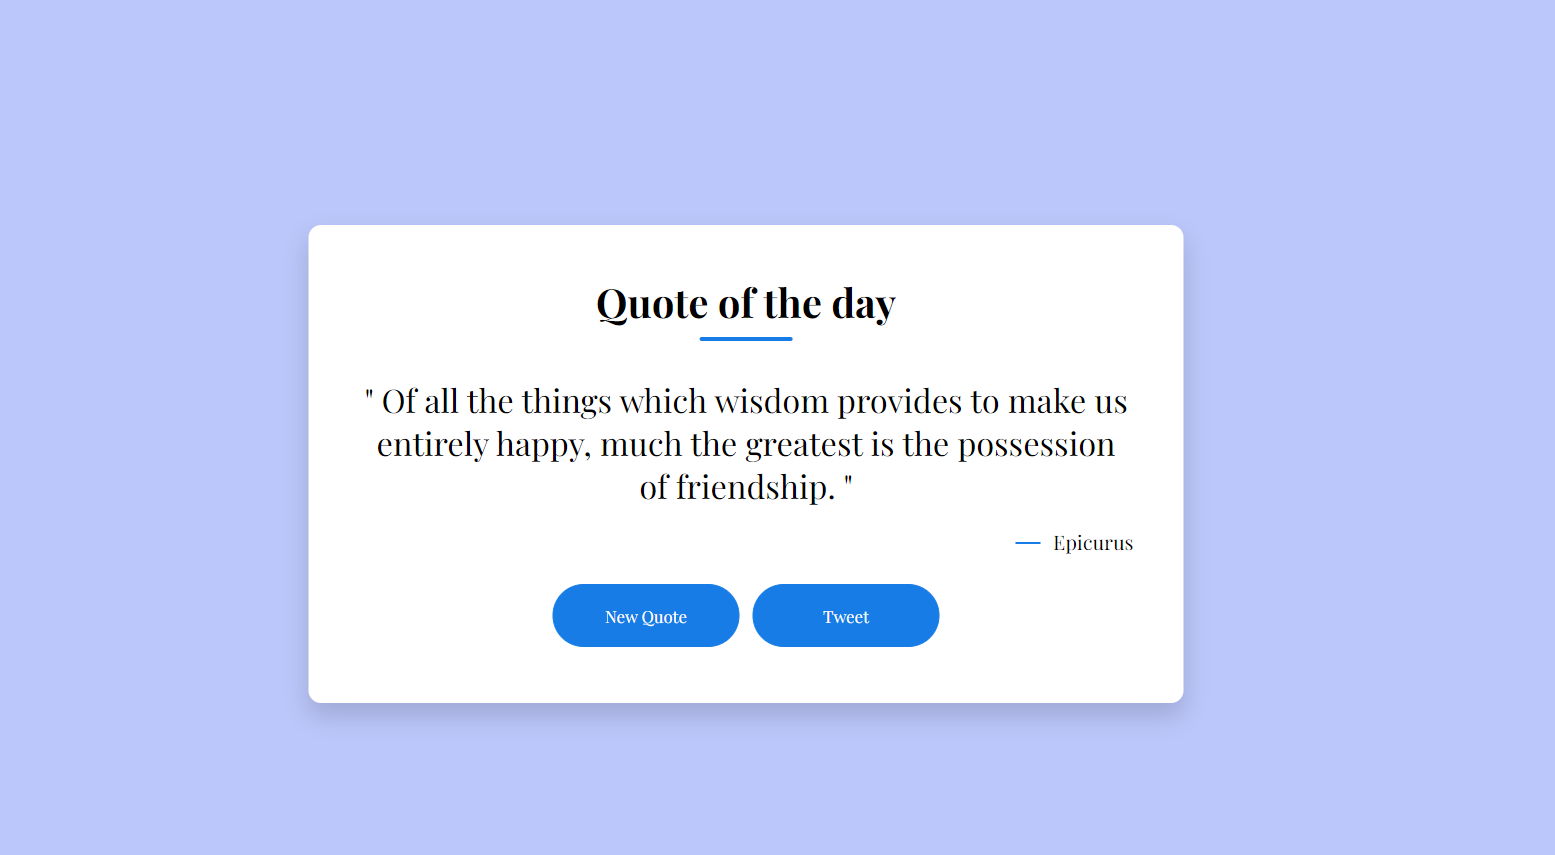 Quote of the day
" Of all the things which wisdom provides to make us
entirely happy, much the greatest is the possession
of friendship. "
Epicurus
New Quote
Tweet